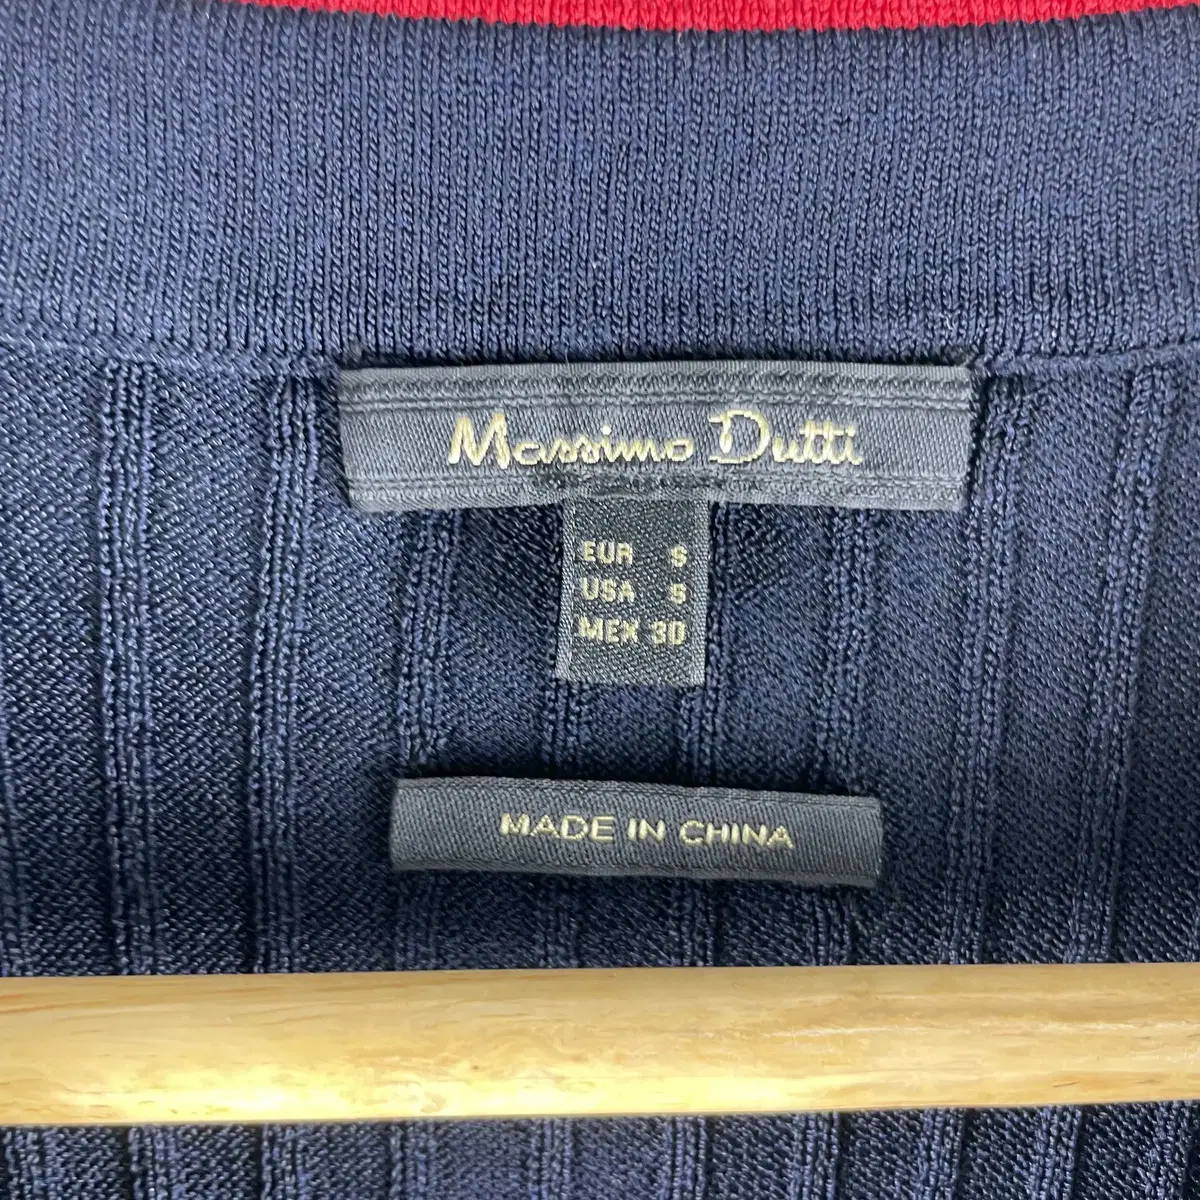 Massimo Dutti
EUR S
USA S
MEX 30
MADE IN CHINA